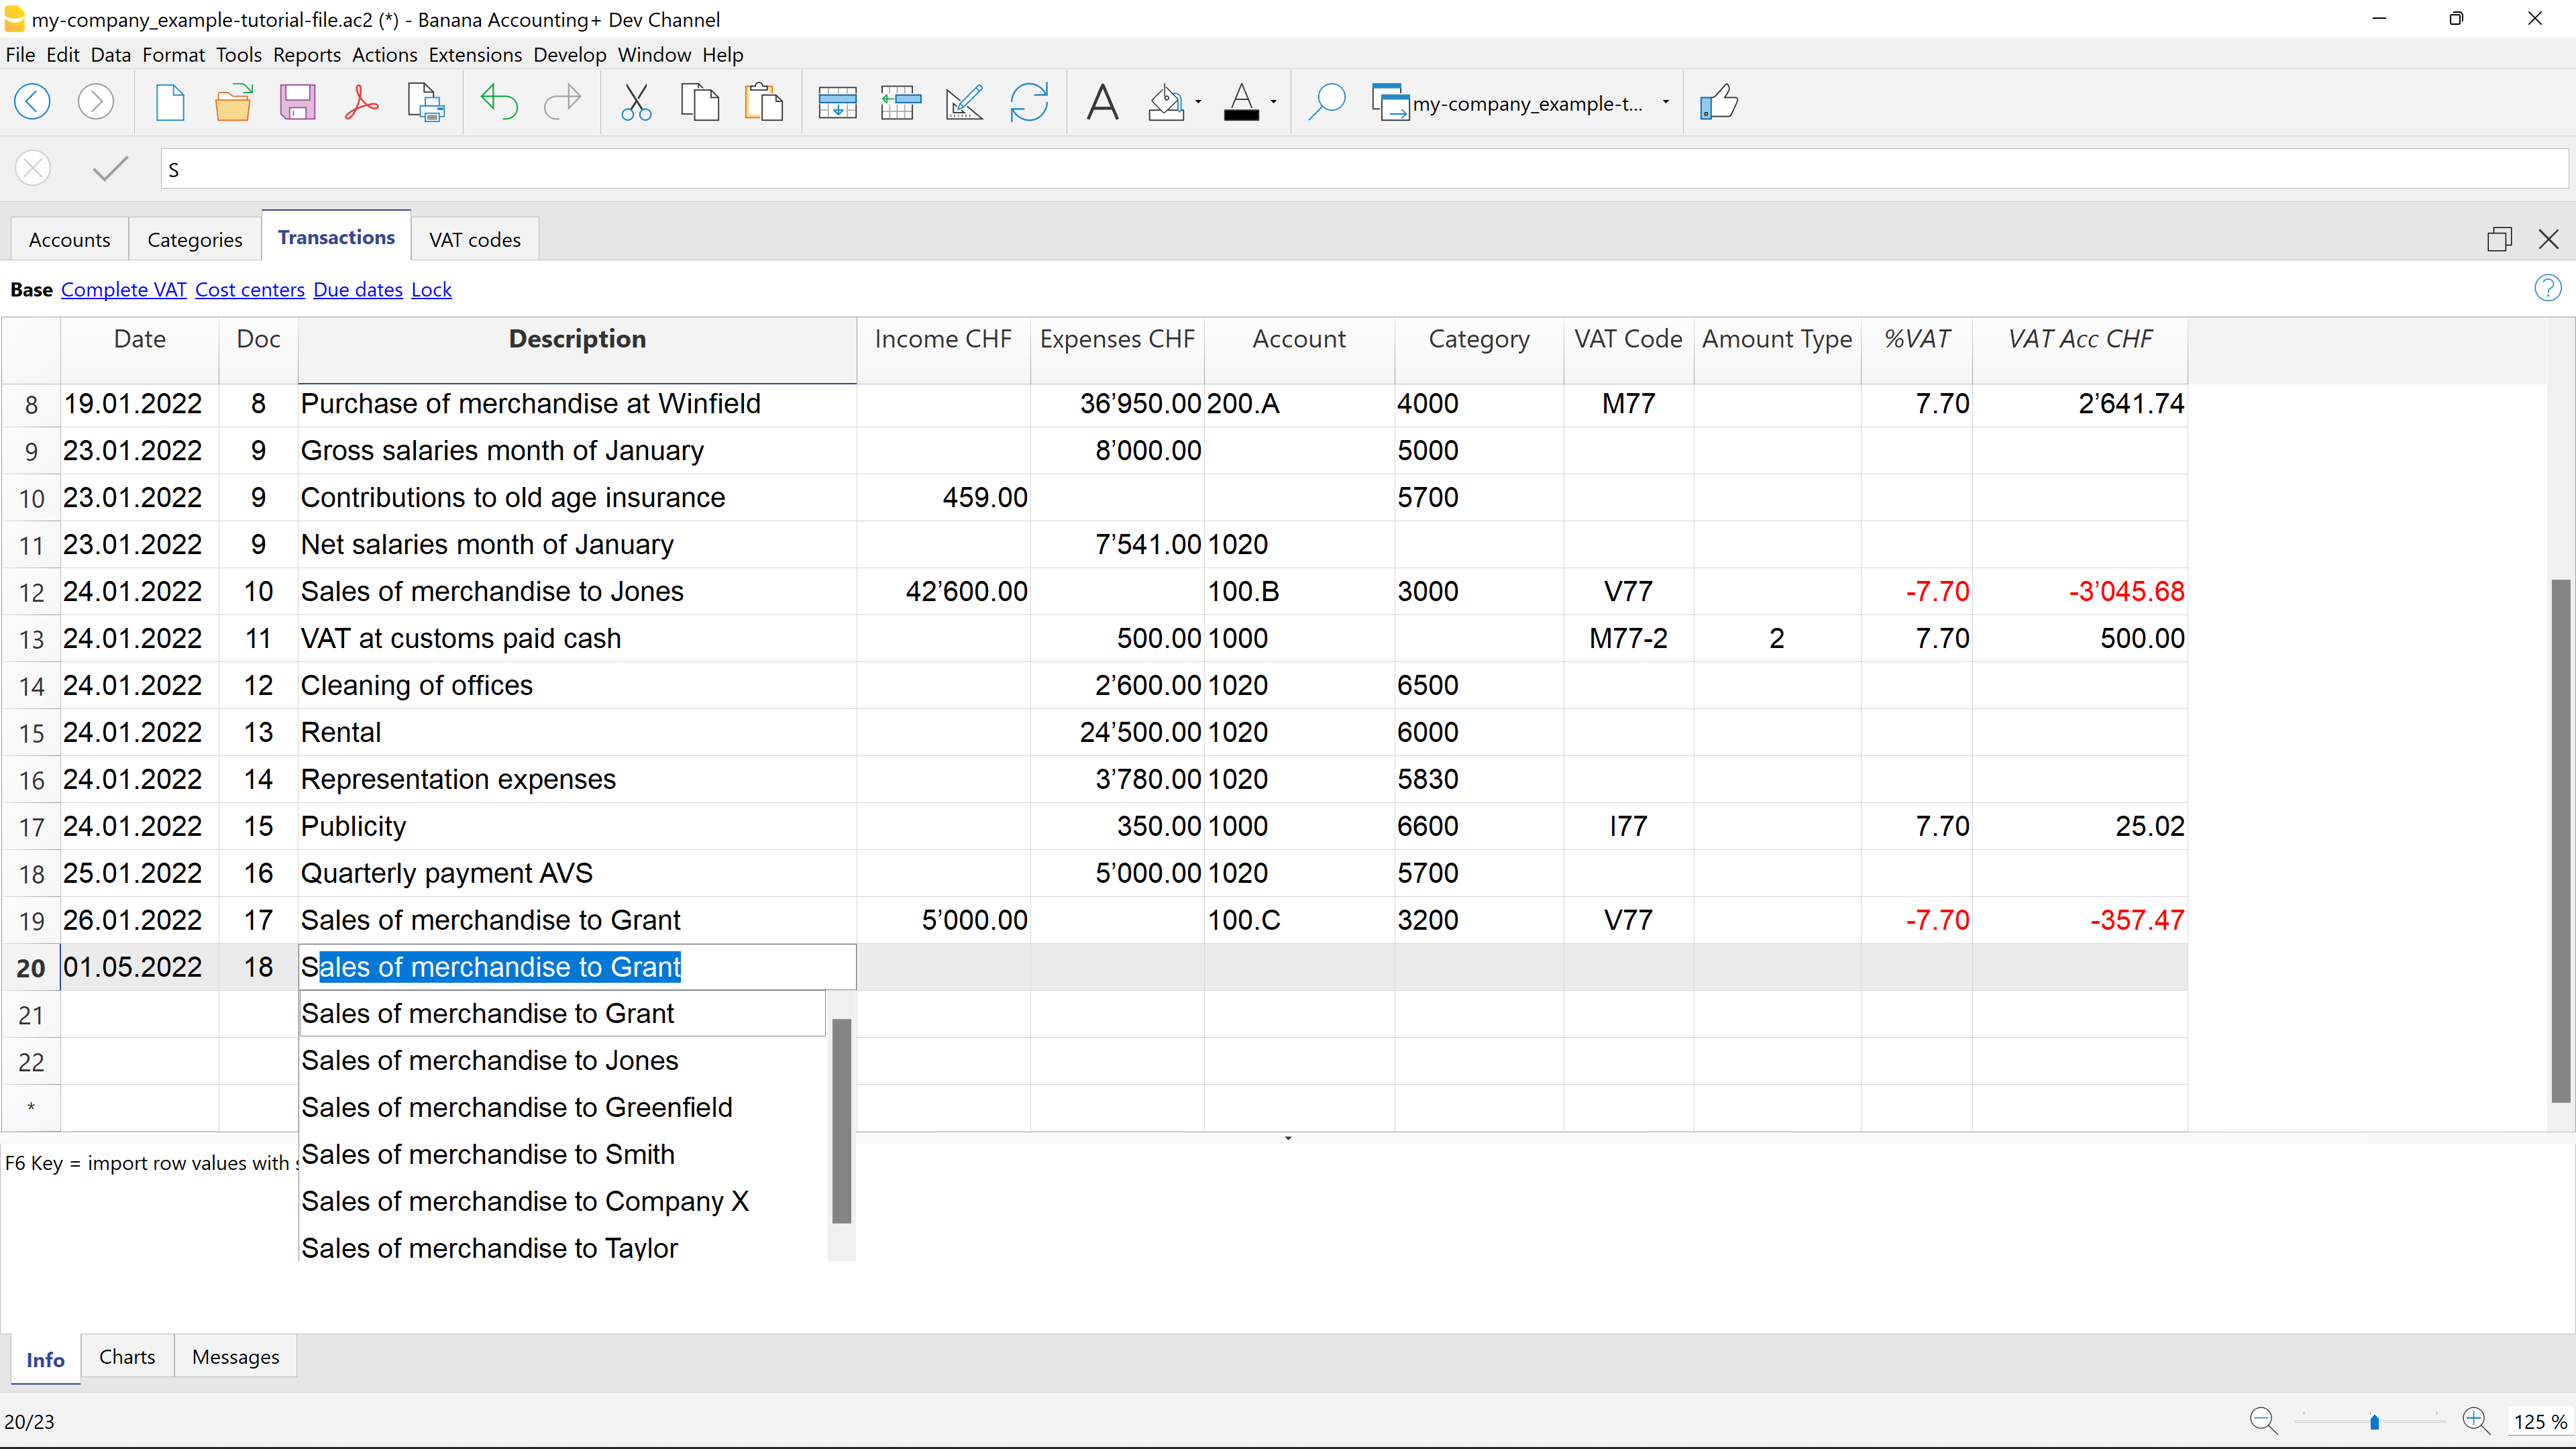 my-company_example-tutorial-file.ac2 (*) - Banana Accounting+ Dev Channel
File Edit Data Format Tools Reports Actions Extensions Develop Window Help
my-company_example-t...
S
Accounts Categories Transactions VAT codes
Base Complete VAT Cost centers Due dates Lock
Date Doc Description Income CHF Expenses CHF Account Category VAT Code Amount Type %VAT VAT Acc CHF
8 19.01.2022 8 Purchase of merchandise at Winfield 36’950.00 200.A 4000 M77 7.70 2’641.74
9 23.01.2022 9 Gross salaries month of January 8’000.00 5000
10 23.01.2022 9 Contributions to old age insurance 459.00 5700
11 23.01.2022 9 Net salaries month of January 7’541.00 1020
12 24.01.2022 10 Sales of merchandise to Jones 42’600.00 100.B 3000 V77 -7.70 -3’045.68
13 24.01.2022 11 VAT at customs paid cash 500.00 1000 M77-2 2 7.70 500.00
14 24.01.2022 12 Cleaning of offices 2’600.00 1020 6500
15 24.01.2022 13 Rental 24’500.00 1020 6000
16 24.01.2022 14 Representation expenses 3’780.00 1020 5830
17 24.01.2022 15 Publicity 350.00 1000 6600 I77 7.70 25.02
18 25.01.2022 16 Quarterly payment AVS 5’000.00 1020 5700
19 26.01.2022 17 Sales of merchandise to Grant 5’000.00 100.C 3200 V77 -7.70 -357.47
20 01.05.2022 18 Sales of merchandise to Grant
21 Sales of merchandise to Grant
22 Sales of merchandise to Jones
* Sales of merchandise to Greenfield
F6 Key = import row values with Sales of merchandise to Smith
Sales of merchandise to Company X
Sales of merchandise to Taylor
Info Charts Messages
20/23 125 %